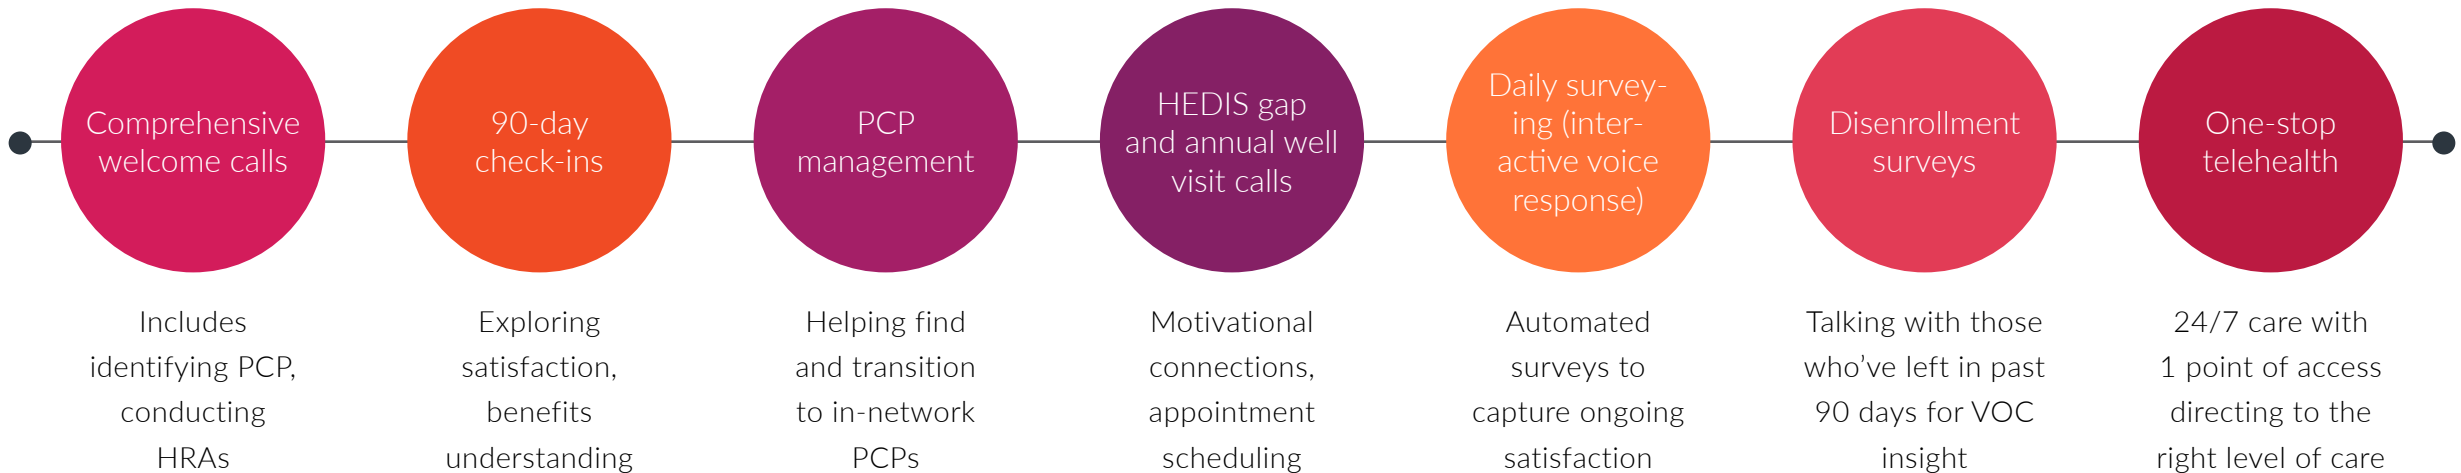 Comprehensive
welcome calls
Includes
identifying PCP,
conducting
HRAs
90-day
check-ins
Exploring
satisfaction,
benefits
understanding
PCP
management
Helping find
and transition
to in-network
PCPs
HEDIS gap
and annual well
visit calls
Motivational
connections,
appointment
scheduling
Daily survey-
ing (inter-
active voice
response)
Automated
surveys to
capture ongoing
satisfaction
Disenrollment
surveys
Talking with those
who’ve left in past
90 days for VOC
insight
One-stop
telehealth
24/7 care with
1 point of access
directing to the
right level of care